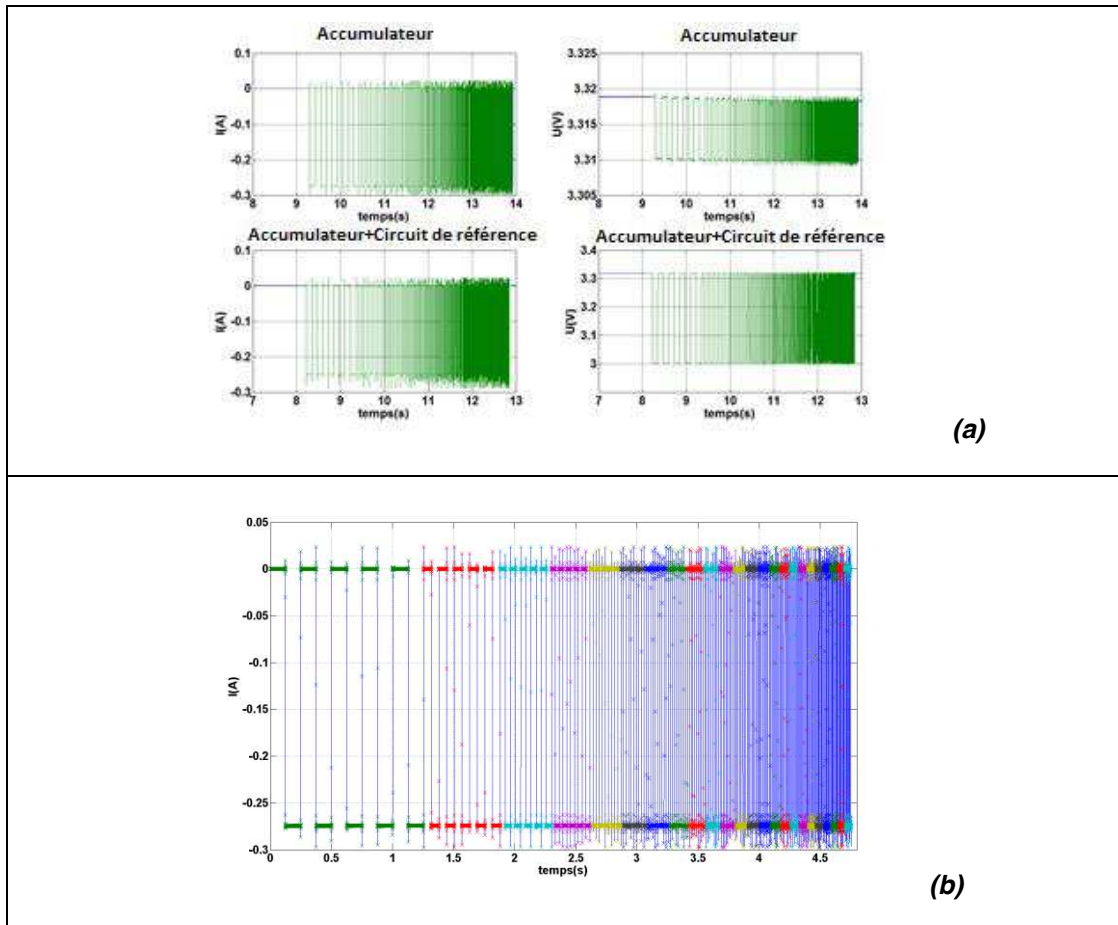 Accumulateur
Accumulateur
0.1
0
-0.1
-0.2
-0.3
I(A)
8 9 10 11 12 13 14
temps(s)
3.325
3.32
3.315
3.31
3.305
U(V)
8 9 10 11 12 13 14
temps(s)
Accumulateur+Circuit de référence
Accumulateur+Circuit de référence
0.1
0
-0.1
-0.2
-0.3
I(A)
7 8 9 10 11 12 13
temps(s)
3.4
3.3
3.2
3.1
3
U(V)
7 8 9 10 11 12 13
temps(s)
(a)
0.05
0
-0.05
-0.1
-0.15
-0.2
-0.25
-0.3
I(A)
0 0.5 1 1.5 2 2.5 3 3.5 4 4.5
temps(s)
(b)